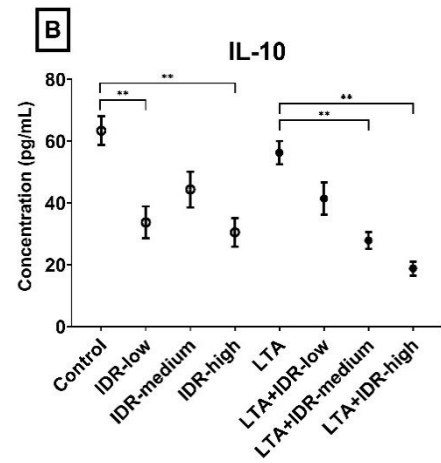 B
IL-10
Concentration (pg/mL)
80
60
40
20
0
**
**
**
**
Control
IDR-low
IDR-medium
IDR-high
LTA
LTA+IDR-low
LTA+IDR-medium
LTA+IDR-high